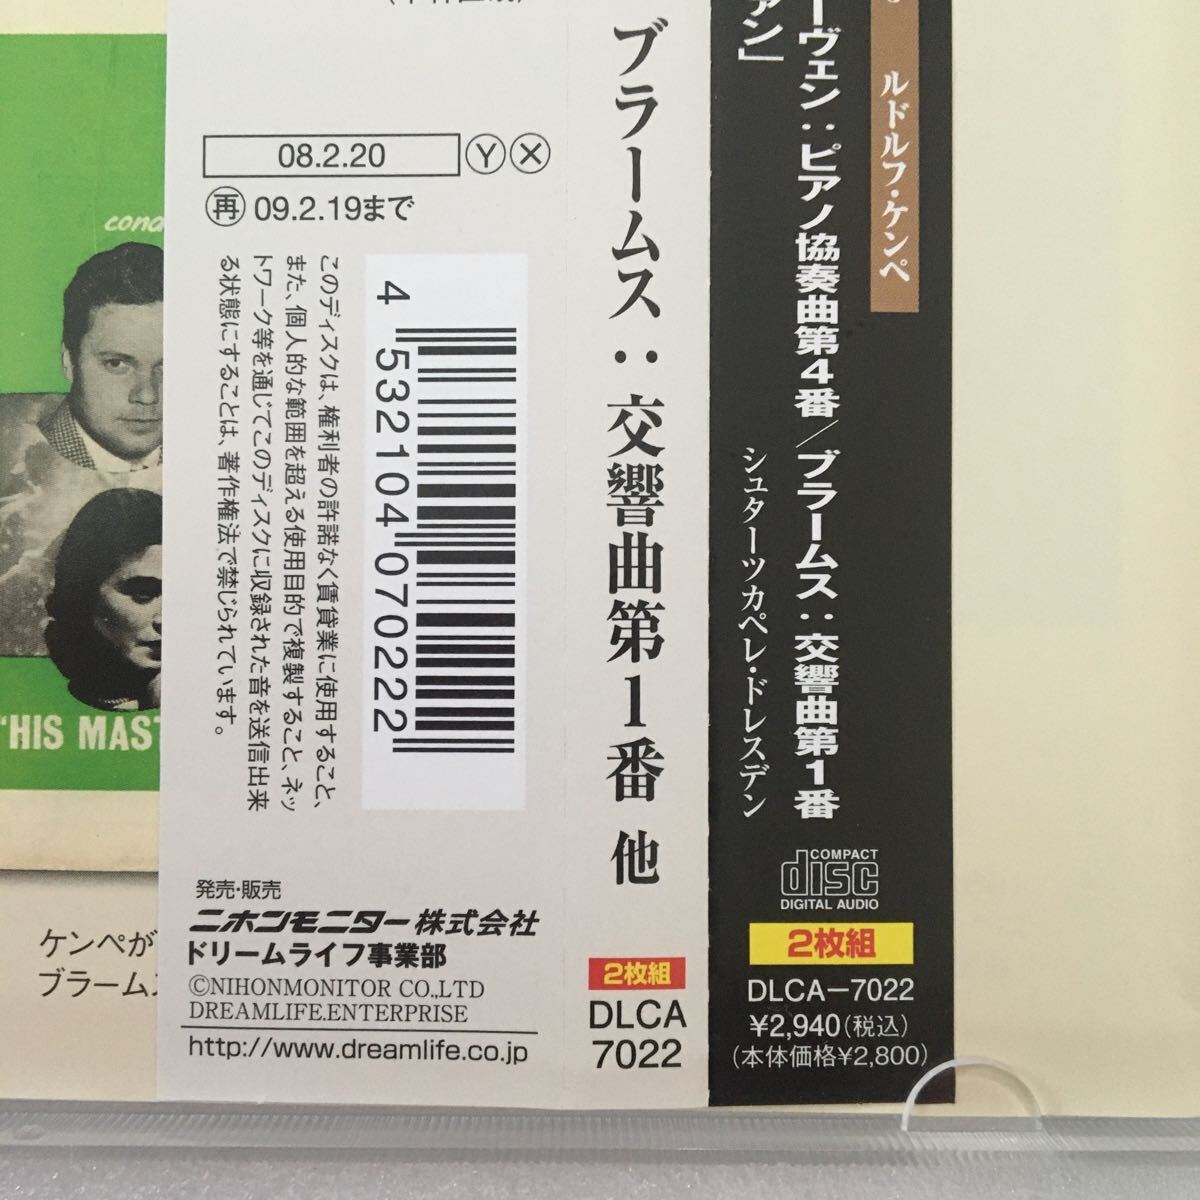 ルドルフ・ケンペ
ーヴェン：ピアノ協奏曲第4番/ブラームス：交響曲第1番
アン」
シュターツカペレ・ドレスデン
COMPACT
disc
DIGITAL AUDIO
2枚組
DLCA-7022
¥2,940(税込)
(本体価格¥2,800)
ブラームス：交響曲第1番 他
2枚組
DLCA
7022
08.2.20
Ⓨ Ⓧ
㊢ 09.2.19まで
4532104070222
このディスクは、権利者の許諾なく賃貸業に使用すること、
また、個人的な範囲を超える使用目的で複製すること、ネッ
トワーク等を通じてこのディスクに収録された音を送信出来
る状態にすることは、著作権法で禁じられています。
発売・販売
ニホンモニター株式会社
ドリームライフ事業部
©NIHONMONITOR CO.,LTD
DREAMLIFE.ENTERPRISE
http://www.dreamlife.co.jp
cond
"HIS MAST
ケンペが
ブラームス